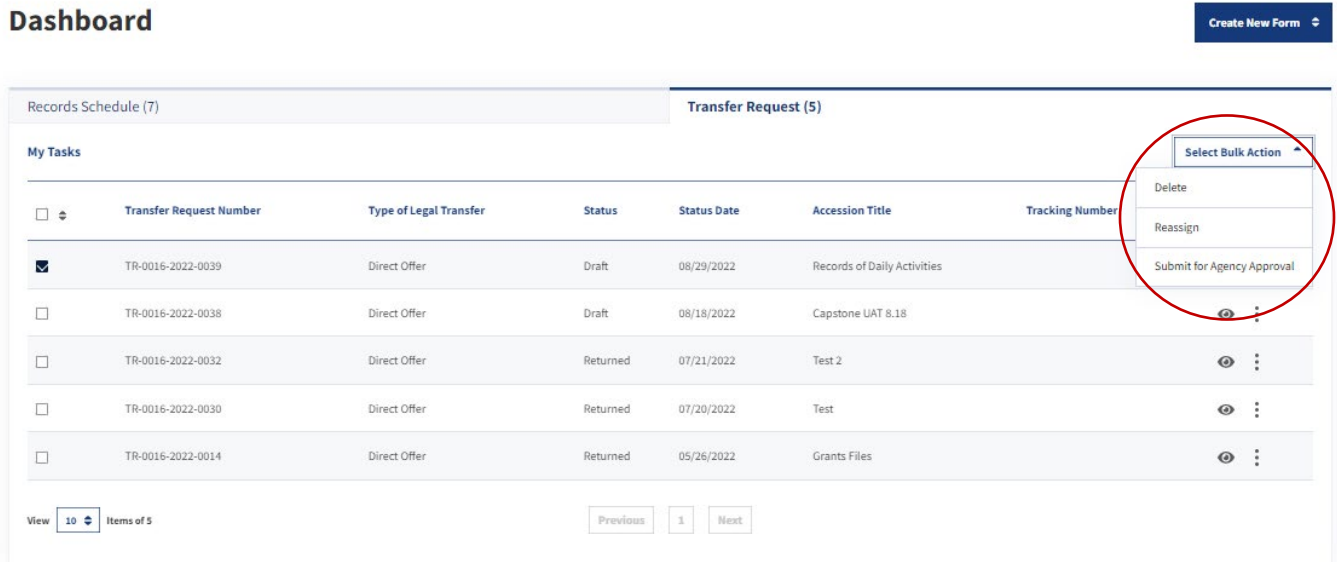 Dashboard
Create New Form
Records Schedule (7)
Transfer Request (5)
My Tasks
Select Bulk Action
Delete
Reassign
Submit for Agency Approval
Transfer Request Number Type of Legal Transfer Status Status Date Accession Title Tracking Number
TR-0016-2022-0039 Direct Offer Draft 08/29/2022 Records of Daily Activities
TR-0016-2022-0038 Direct Offer Draft 08/18/2022 Capstone UAT 8.18
TR-0016-2022-0032 Direct Offer Returned 07/21/2022 Test 2
TR-0016-2022-0030 Direct Offer Returned 07/20/2022 Test
TR-0016-2022-0014 Direct Offer Returned 05/26/2022 Grants Files
View 10 Items of 5
Previous 1 Next